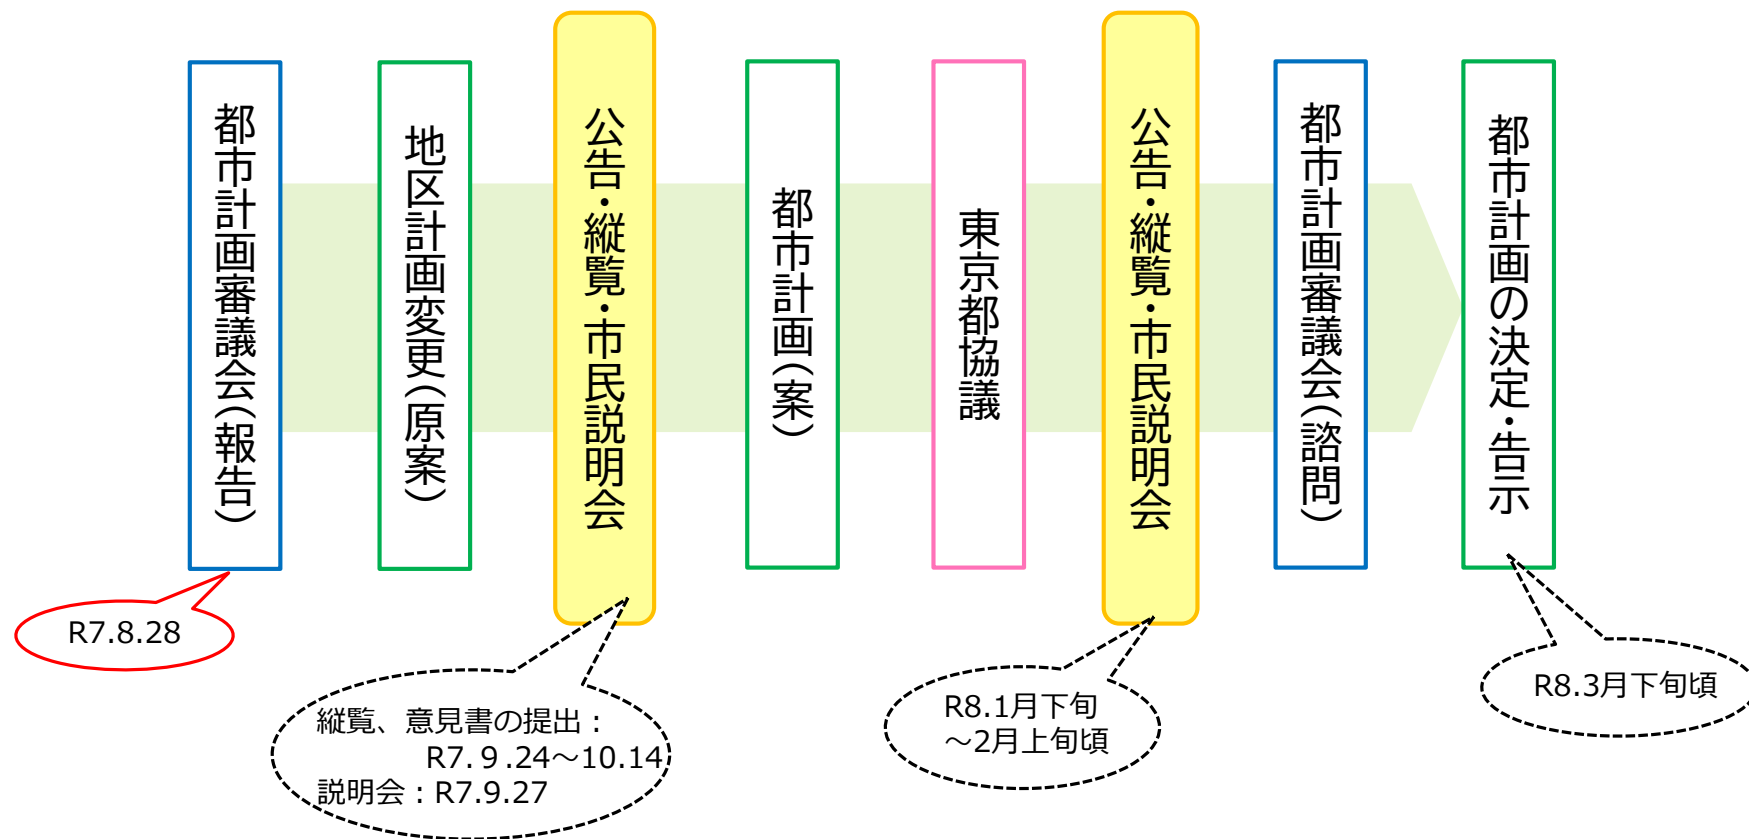 都市計画審議会（報告）
地区計画変更（原案）
公告・縦覧・市民説明会
都市計画（案）
東京都協議
公告・縦覧・市民説明会
都市計画審議会（諮問）
都市計画の決定・告示
R7.8.28
縦覧、意見書の提出：
R7.９.24～10.14
説明会：R7.9.27
R8.1月下旬
～2月上旬頃
R8.3月下旬頃